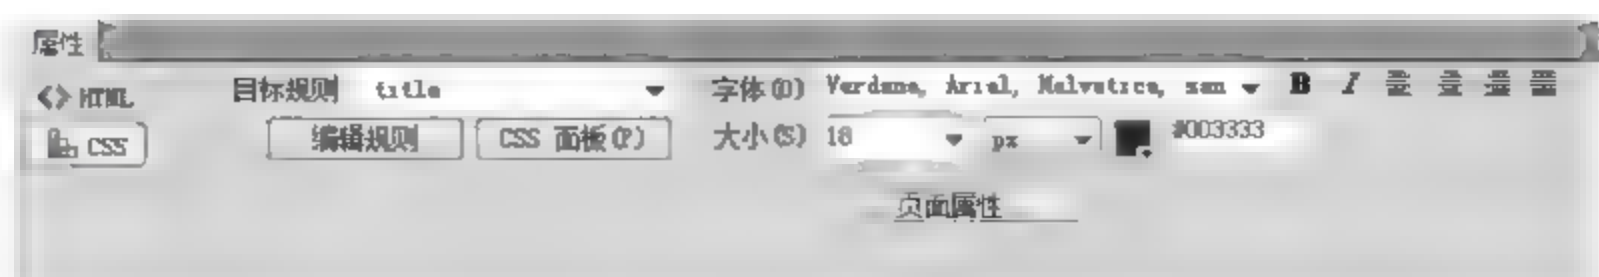 属性
<> HTML 目标规则 title 字体(D) Verdana, Arial, Helvetica, san B I
CSS 编辑规则 CSS 面板(P) 大小(S) 18 px #003333
页面属性